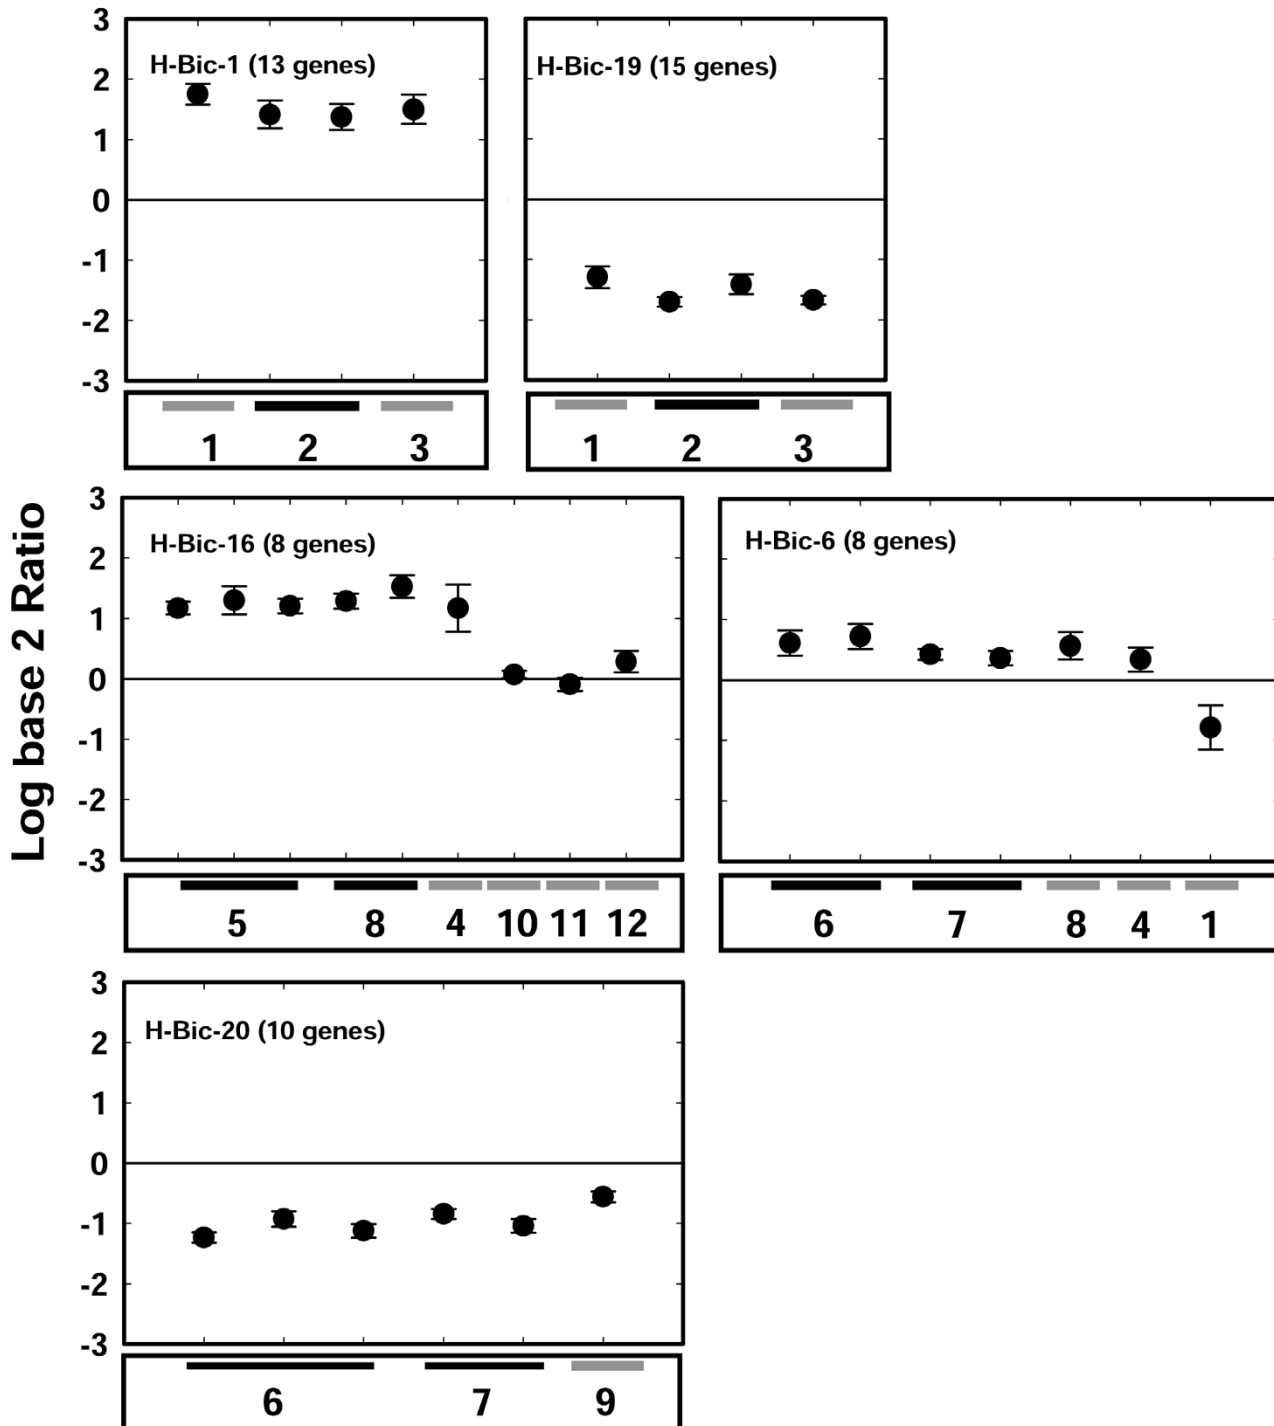 H-Bic-1 (13 genes)
3
2
1
0
-1
-2
-3
1 2 3
H-Bic-19 (15 genes)
1 2 3
Log base 2 Ratio
H-Bic-16 (8 genes)
3
2
1
0
-1
-2
-3
5 8 4 10 11 12
H-Bic-6 (8 genes)
6 7 8 4 1
H-Bic-20 (10 genes)
3
2
1
0
-1
-2
-3
6 7 9